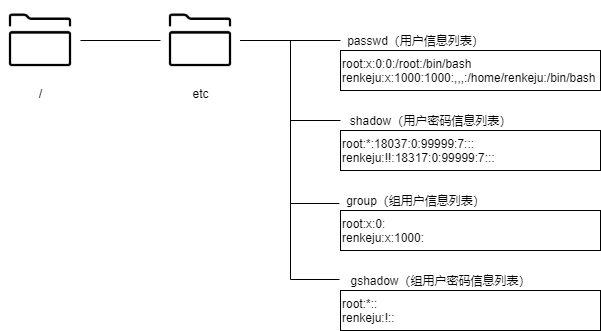 /
etc
passwd（用户信息列表）
root:x:0:0:/root:/bin/bash
renkeju:x:1000:1000:,,,:/home/renkeju:/bin/bash
shadow（用户密码信息列表）
root:*:18037:0:99999:7:::
renkeju:!!:18317:0:99999:7:::
group（组用户信息列表）
root:x:0:
renkeju:x:1000:
gshadow（组用户密码信息列表）
root:*::
renkeju:!::